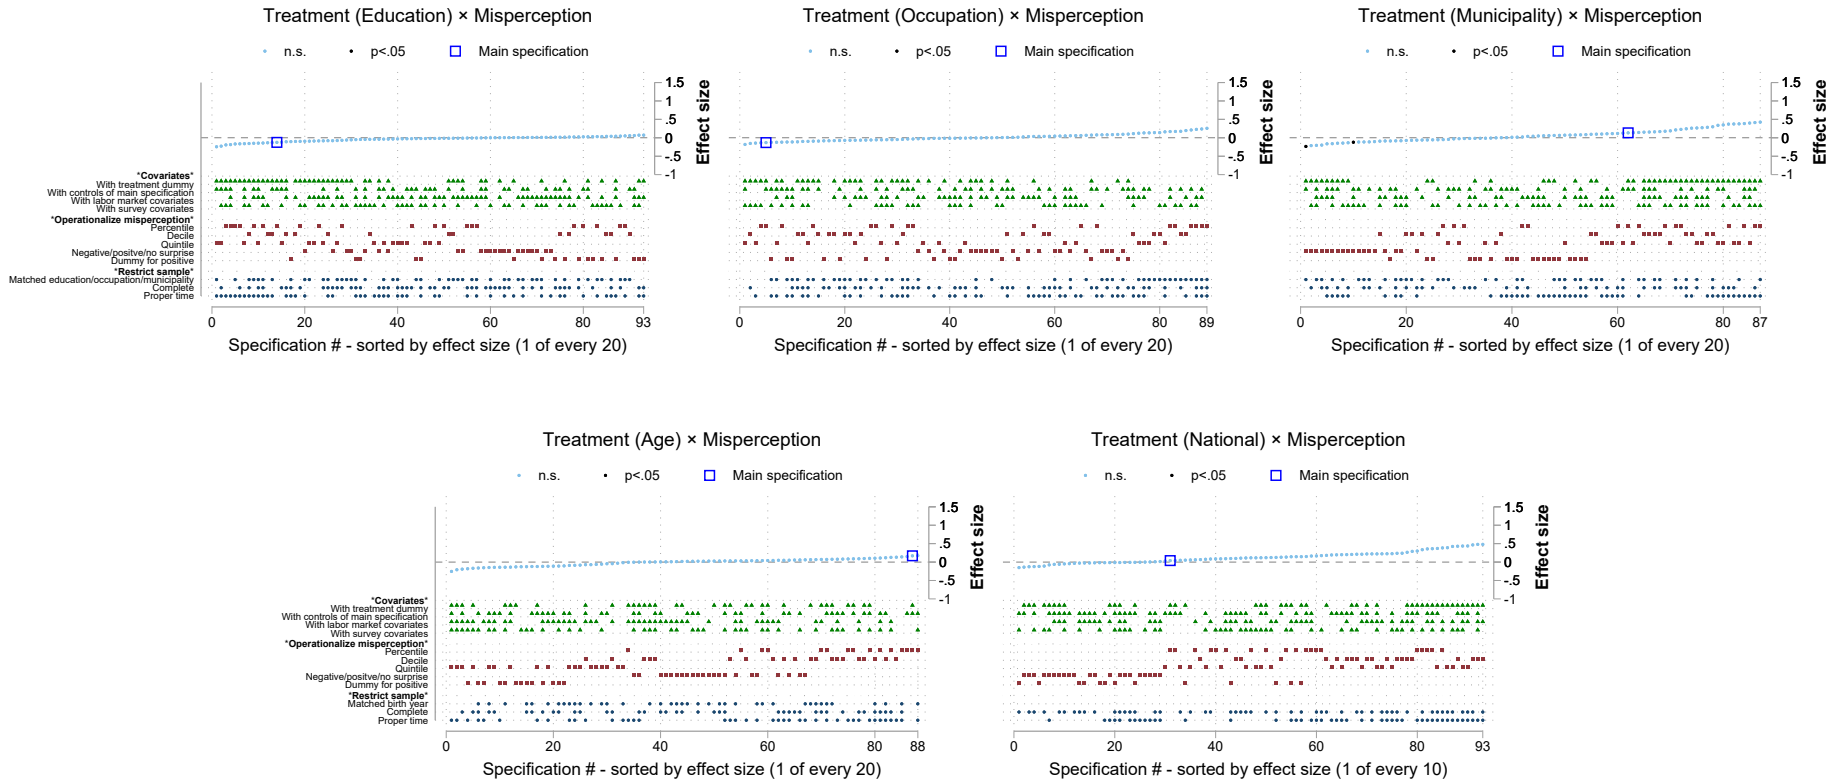 Treatment (Education) × Misperception
n.s. p<.05 Main specification
1.5
1
.5
0
-.5
-1
Effect size
*Covariates*
With treatment dummy
With controls of main specification
With labor market covariates
With survey covariates
*Operationalize misperception*
Percentile
Decile
Quintile
Negative/positve/no surprise
Dummy for positive
*Restrict sample*
Matched education/occupation/municipality
Complete
Proper time
0 20 40 60 80 93
Specification # - sorted by effect size (1 of every 20)
Treatment (Occupation) × Misperception
n.s. p<.05 Main specification
1.5
1
.5
0
-.5
-1
Effect size
0 20 40 60 80 89
Specification # - sorted by effect size (1 of every 20)
Treatment (Municipality) × Misperception
n.s. p<.05 Main specification
1.5
1
.5
0
-.5
-1
Effect size
0 20 40 60 80 87
Specification # - sorted by effect size (1 of every 20)
Treatment (Age) × Misperception
n.s. p<.05 Main specification
1.5
1
.5
0
-.5
-1
Effect size
*Covariates*
With treatment dummy
With controls of main specification
With labor market covariates
With survey covariates
*Operationalize misperception*
Percentile
Decile
Quintile
Negative/positve/no surprise
Dummy for positive
*Restrict sample*
Matched birth year
Complete
Proper time
0 20 40 60 80 88
Specification # - sorted by effect size (1 of every 20)
Treatment (National) × Misperception
n.s. p<.05 Main specification
1.5
1
.5
0
-.5
-1
Effect size
0 20 40 60 80 93
Specification # - sorted by effect size (1 of every 10)